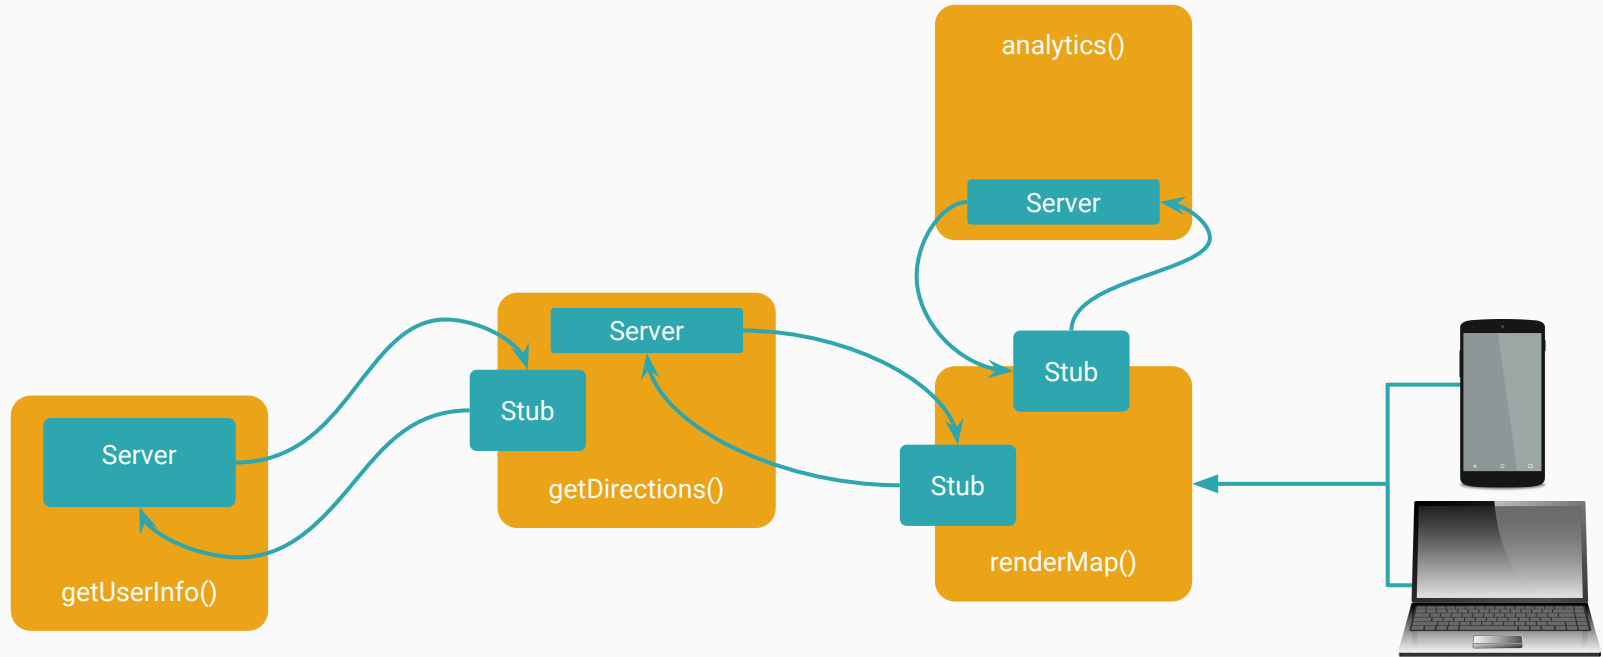 analytics()
Server
Server
Stub
Stub
Server
Stub
getDirections()
renderMap()
getUserInfo()